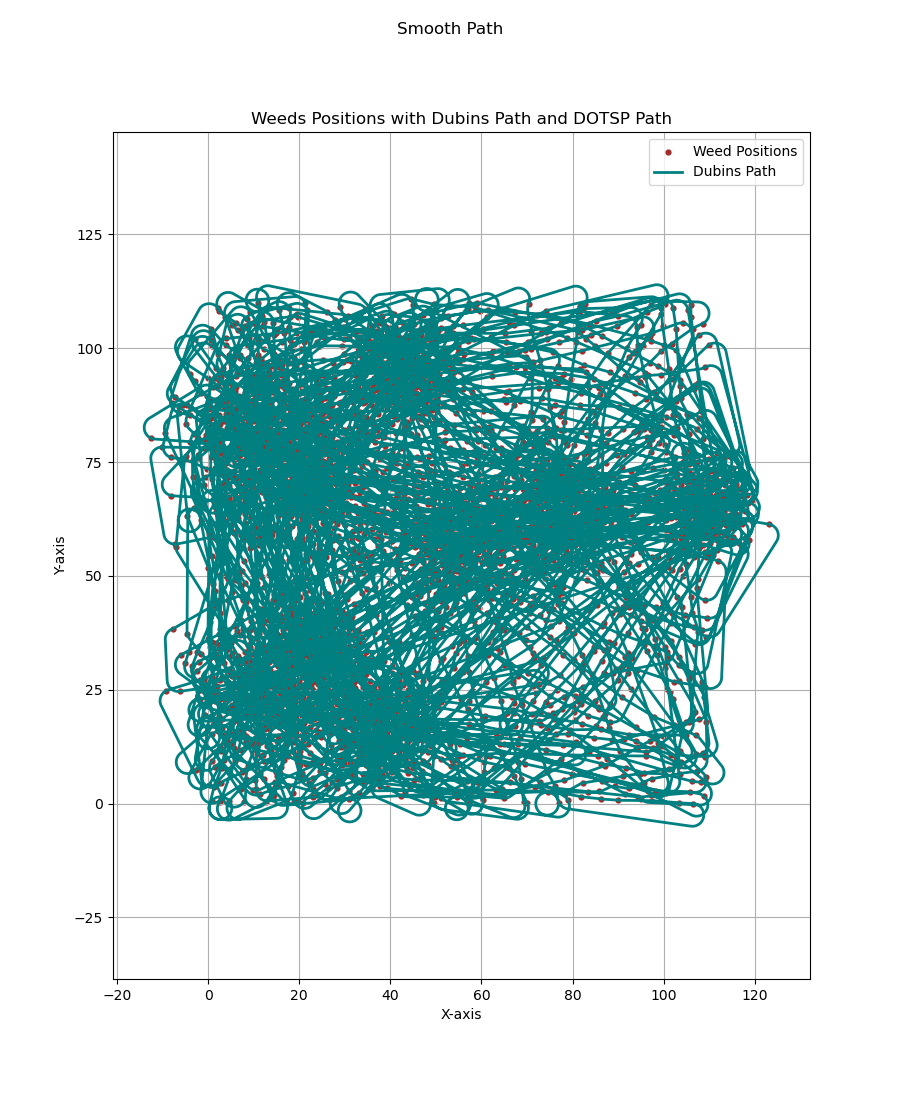 Smooth Path
Weeds Positions with Dubins Path and DOTSP Path
Weed Positions
Dubins Path
125
100
75
50
25
0
−25
Y-axis
−20 0 20 40 60 80 100 120
X-axis